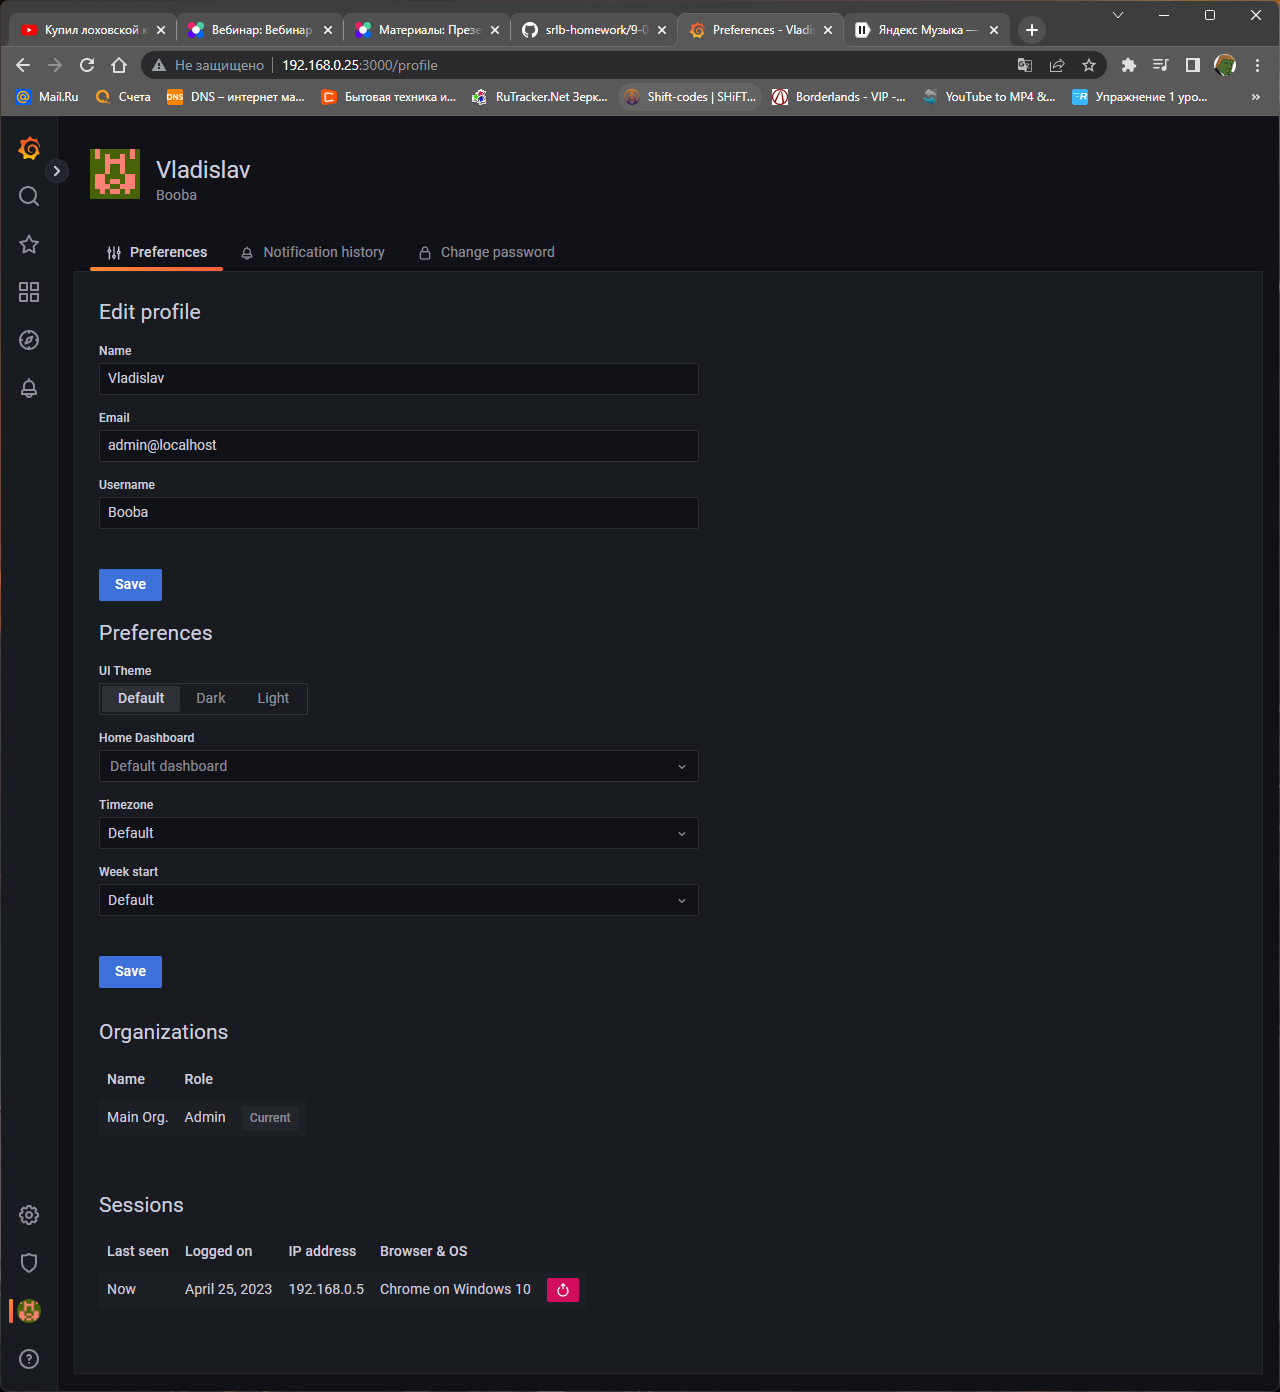 Купил лоховской к
Вебинар: Вебинар
Материалы: Презе
srlb-homework/9-0
Preferences - Vladis
Яндекс Музыка —
Не защищено 192.168.0.25:3000/profile
Mail.Ru
Счета
DNS
DNS – интернет ма...
Бытовая техника и...
RuTracker.Net Зерк...
Shift-codes | SHiFT...
Borderlands - VIP -...
YouTube to MP4 &...
Упражнение 1 уро...
»
Vladislav
Booba
Preferences
Notification history
Change password
Edit profile
Name
Vladislav
Email
admin@localhost
Username
Booba
Save
Preferences
UI Theme
Default Dark Light
Home Dashboard
Default dashboard
Timezone
Default
Week start
Default
Save
Organizations
Name Role
Main Org. Admin Current
Sessions
Last seen Logged on IP address Browser & OS
Now April 25, 2023 192.168.0.5 Chrome on Windows 10